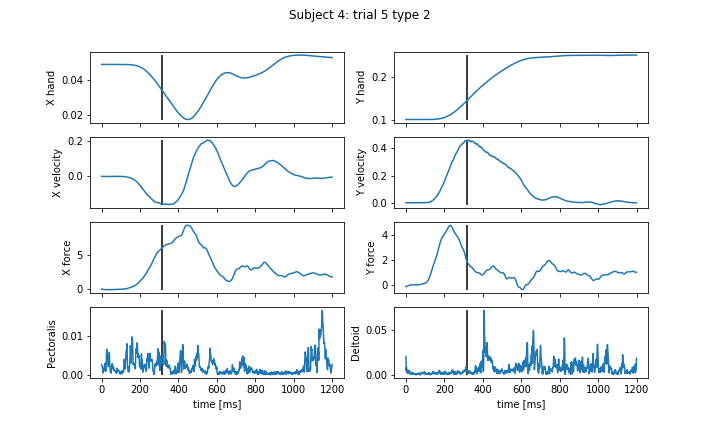 Subject 4: trial 5 type 2
X hand
0.04
0.02
Y hand
0.2
0.1
X velocity
0.2
0.0
Y velocity
0.4
0.2
0.0
X force
5
0
Y force
4
2
0
Pectoralis
0.01
0.00
0 200 400 600 800 1000 1200
time [ms]
Deltoid
0.05
0.00
0 200 400 600 800 1000 1200
time [ms]